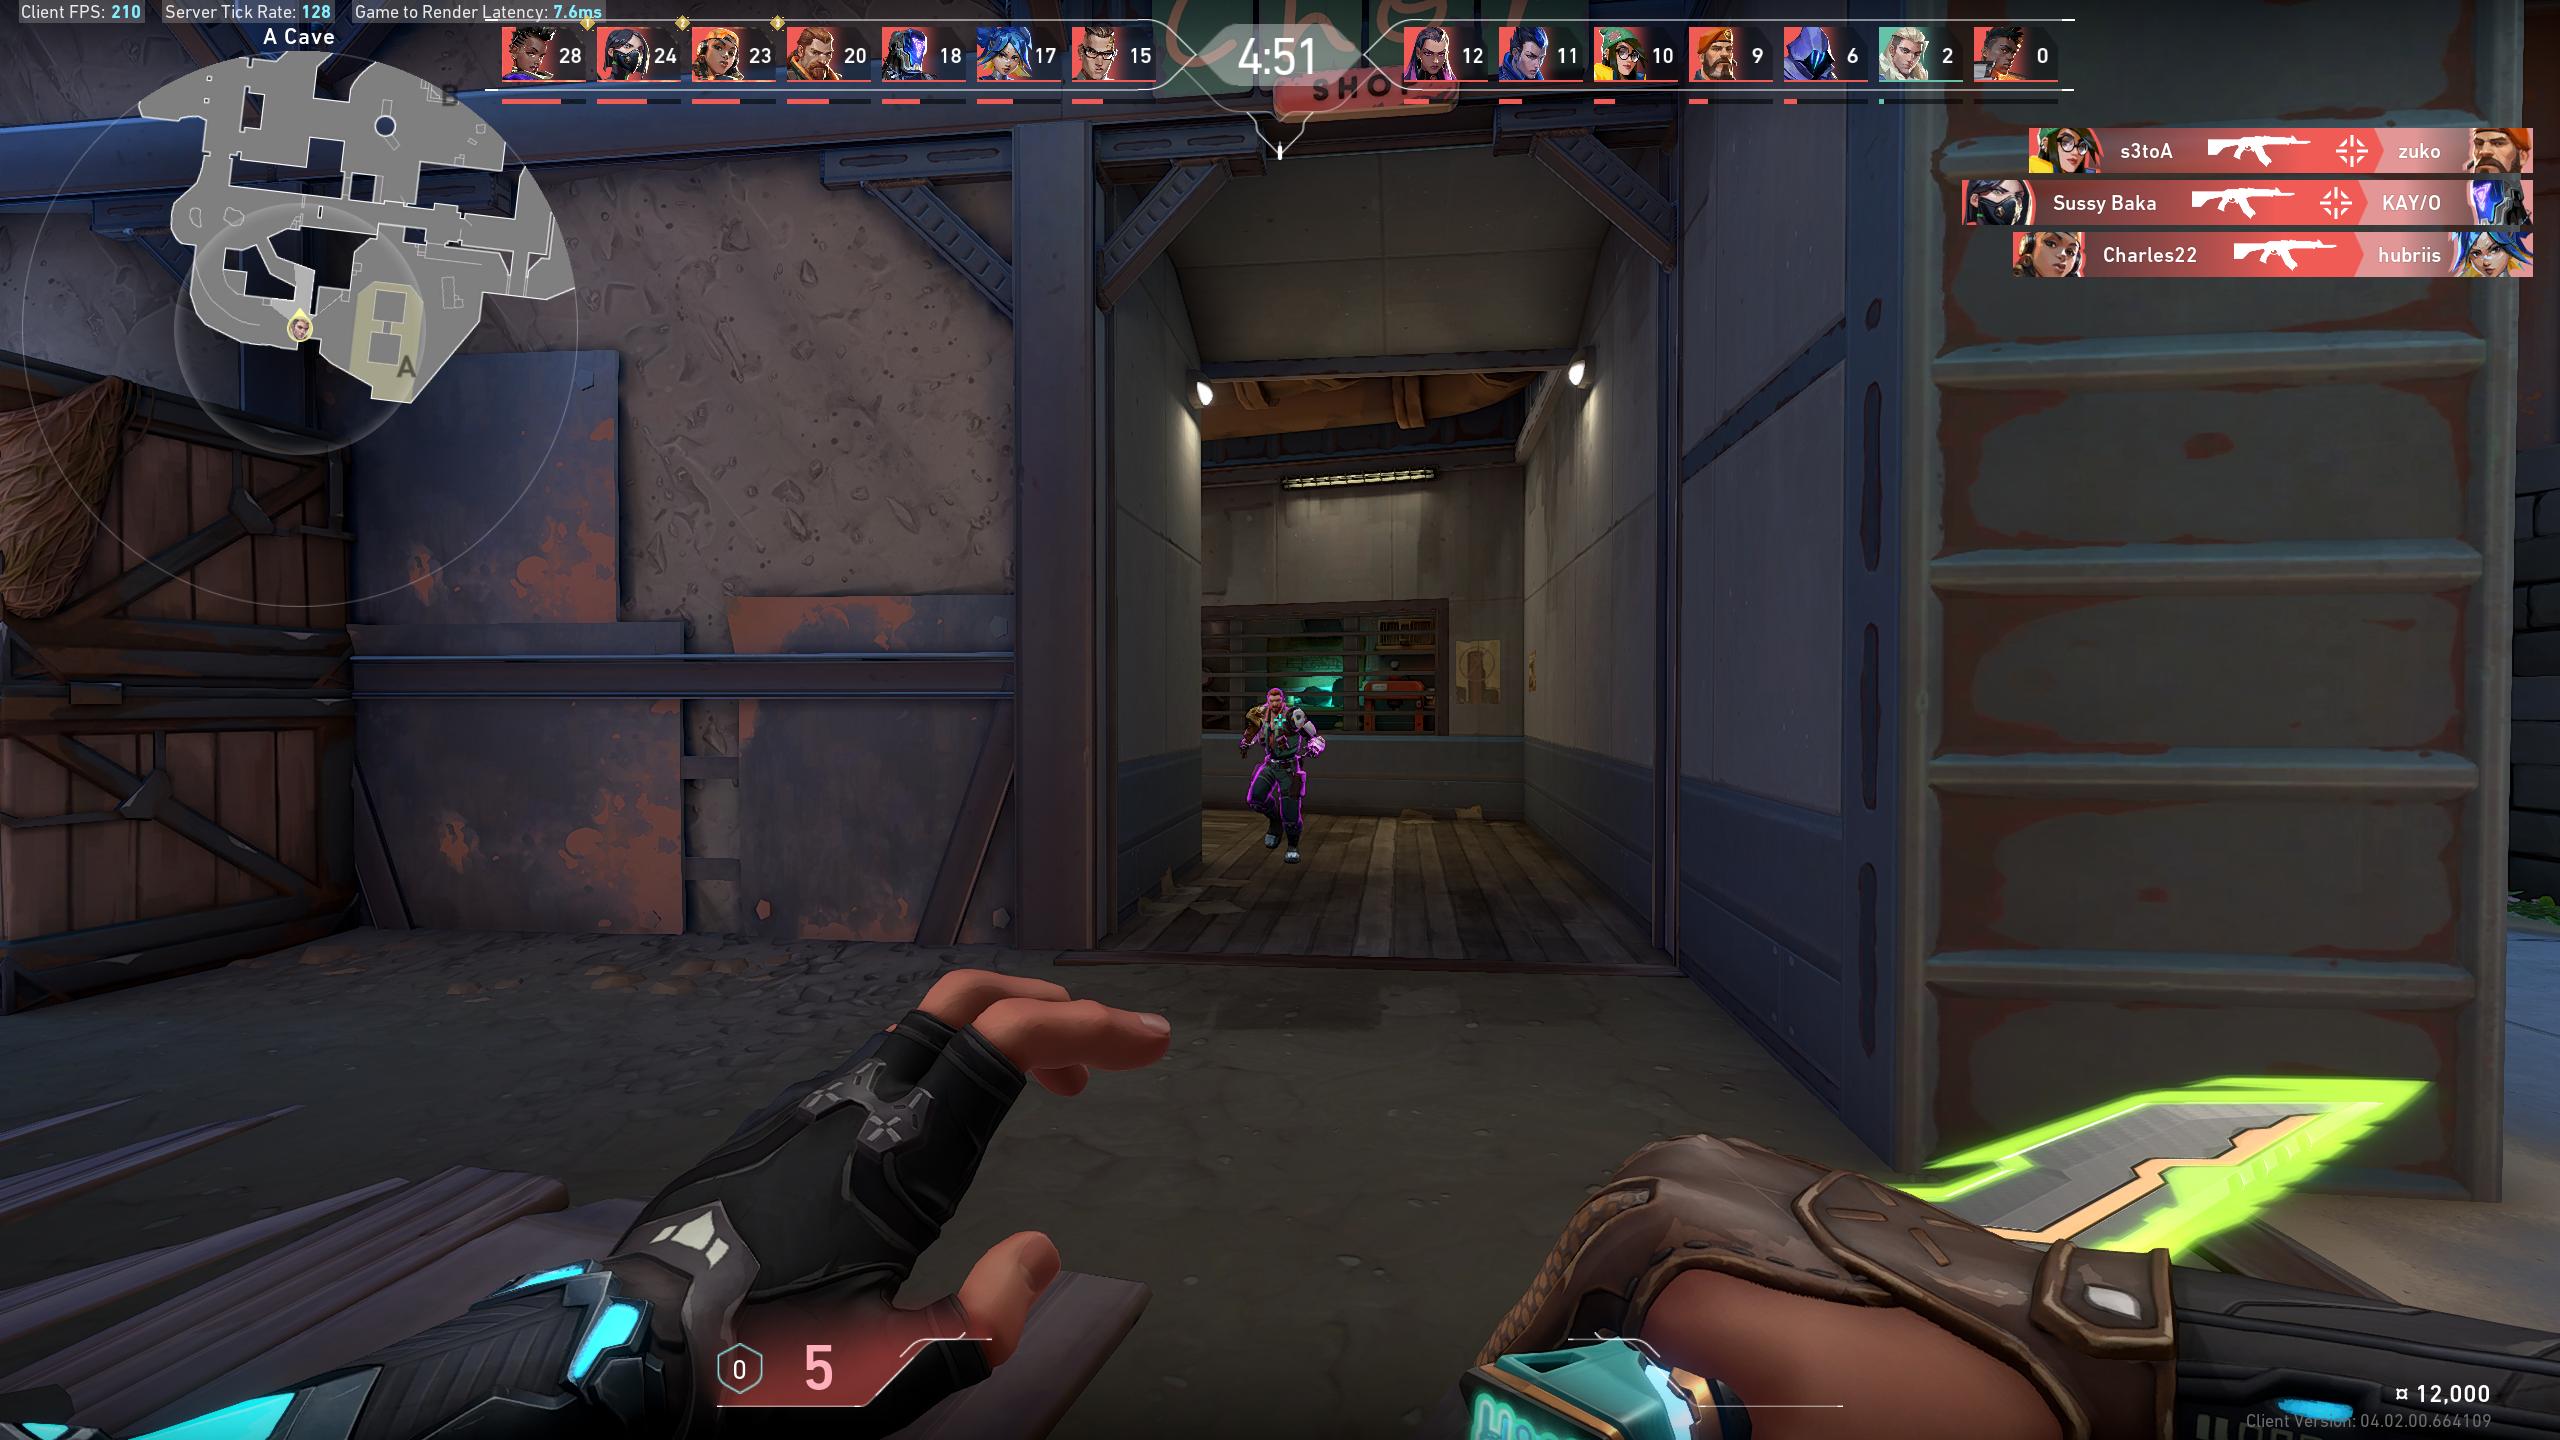 Client FPS: 210 Server Tick Rate: 128 Game to Render Latency: 7.6ms
A Cave
28 24 23 20 18 17 15
4:51
12 11 10 9 6 2 0
SHO
B
A
s3toA zuko
Sussy Baka KAY/O
Charles22 hubriis
0 5
¤ 12,000
Client Version: 04.02.00.664109